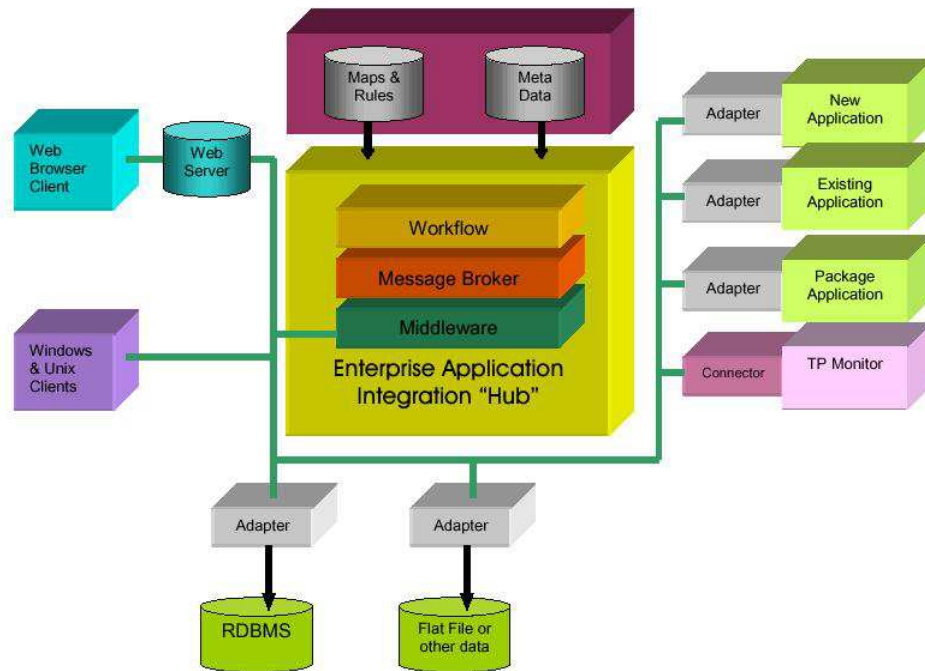 Maps &
Rules
Meta
Data
Web
Browser
Client
Web
Server
Workflow
Message Broker
Middleware
Enterprise Application
Integration “Hub”
Adapter
New
Application
Adapter
Existing
Application
Adapter
Package
Application
Connector
TP Monitor
Windows
& Unix
Clients
Adapter
Adapter
RDBMS
Flat File or
other data